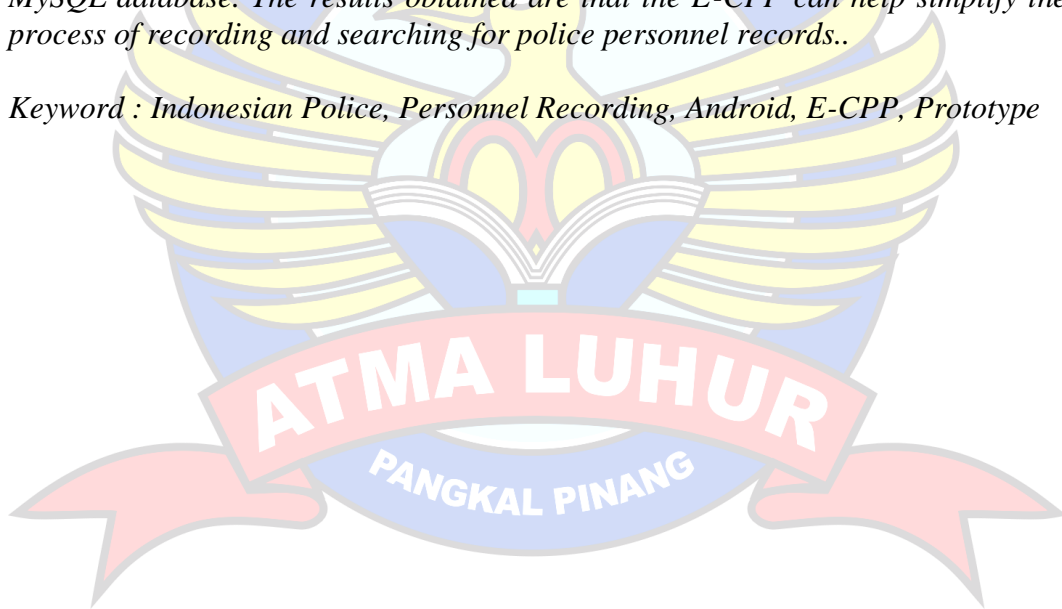 MySQL database. The results obtained are that the E-CPP can help simplify the
process of recording and searching for police personnel records..
Keyword : Indonesian Police, Personnel Recording, Android, E-CPP, Prototype
ATMA LUHUR
PANGKAL PINANG